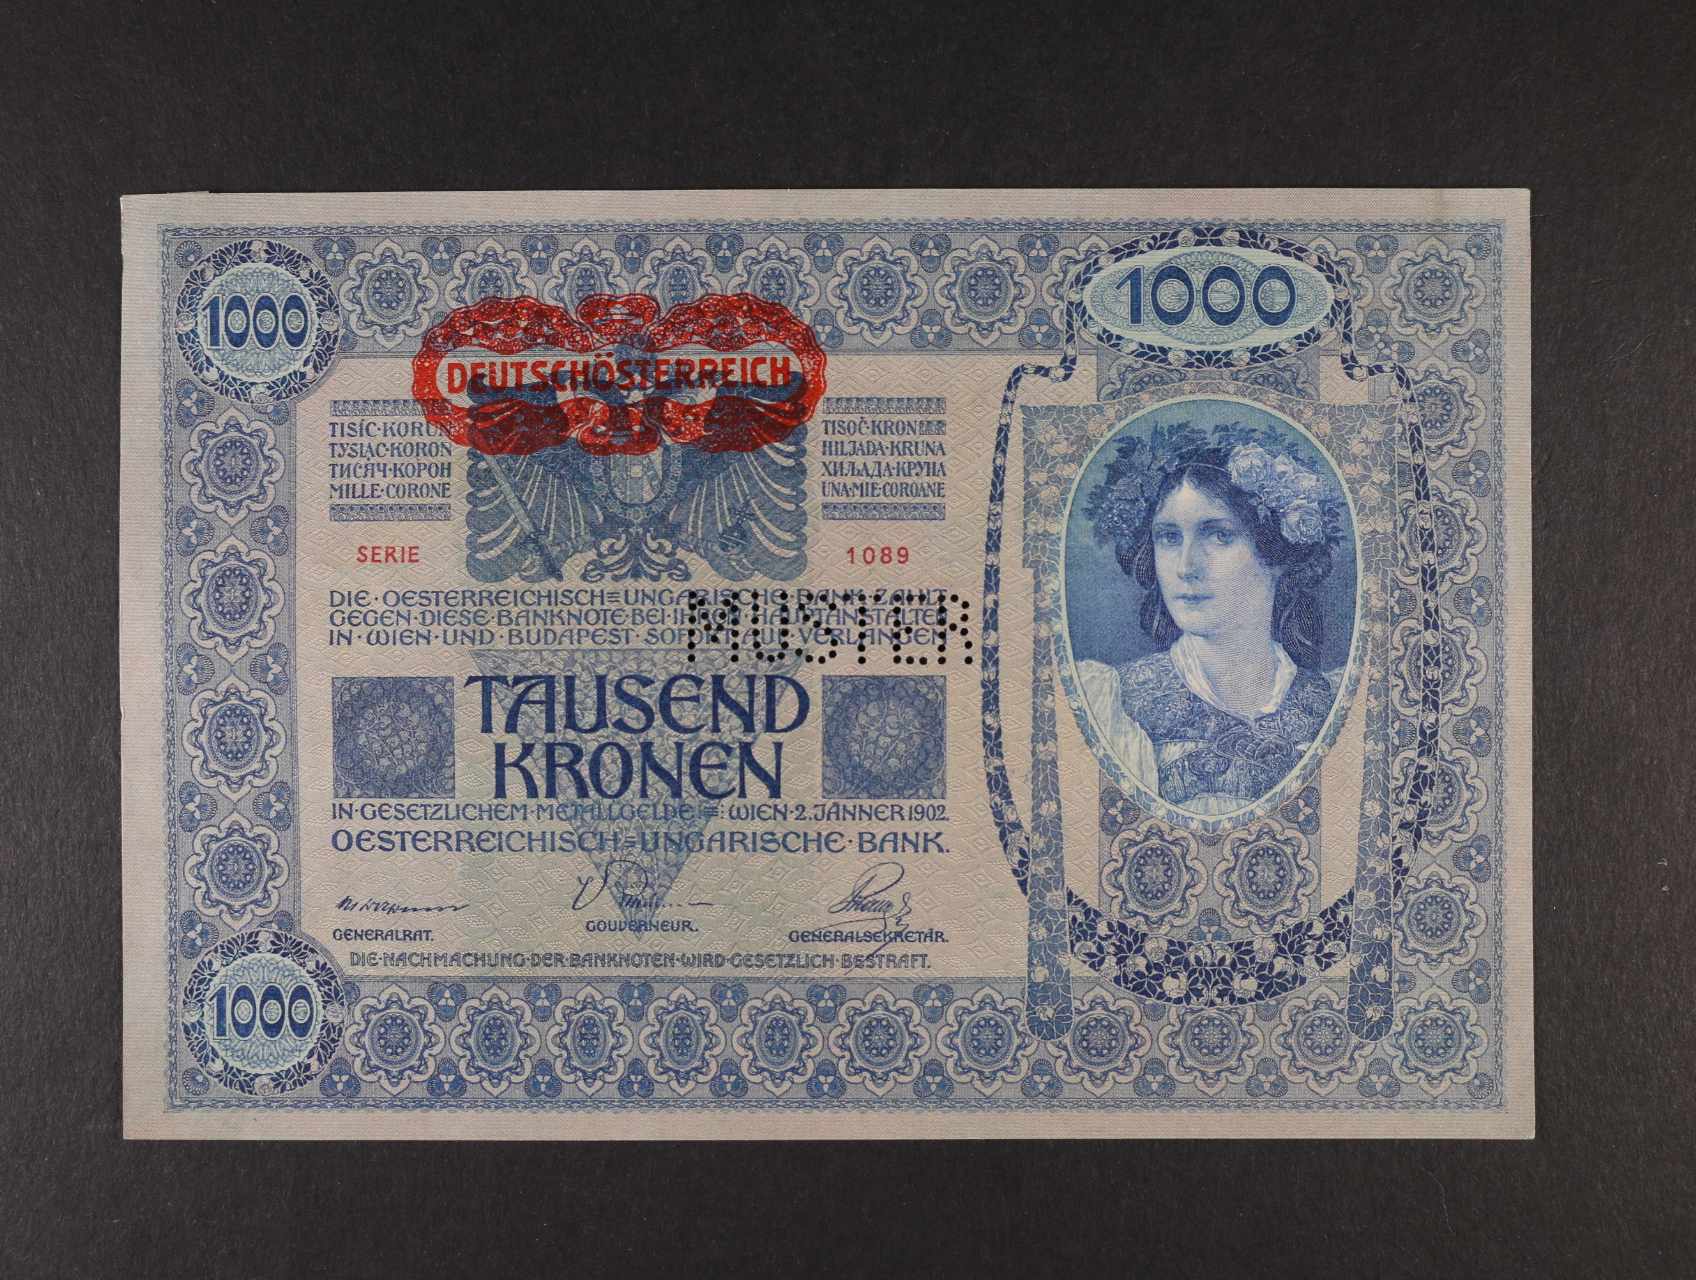 1000
1000
DEUTSCHÖSTERREICH
TISÍC·KORUN
TYSIĄC·KORON
ТИСЯЧ·КОРОН
MILLE·CORONE
TISOČ·KRON
HILJADA·KRUNA
ХИЉАДА·КРУНА
UNA·MIE·COROANE
SERIE 1089
DIE·OESTERREICHISCH=UNGARISCHE·BANK·ZAHLT
GEGEN·DIESE·BANKNOTE·BEI·IHREN·HAUPTANSTALTEN
IN·WIEN·UND·BUDAPEST·SOFORT·AUF·VERLANGEN
MUSTER
TAUSEND
KRONEN
IN·GESETZLICHEM·METALLGELDE:=:WIEN·2.JÄNNER 1902.
OESTERREICHISCH=UNGARISCHE·BANK.
GENERALRAT.
GOUVERNEUR.
GENERALSEKRETÄR.
DIE·NACHMACHUNG·DER·BANKNOTEN·WIRD·GESETZLICH·BESTRAFT.
1000